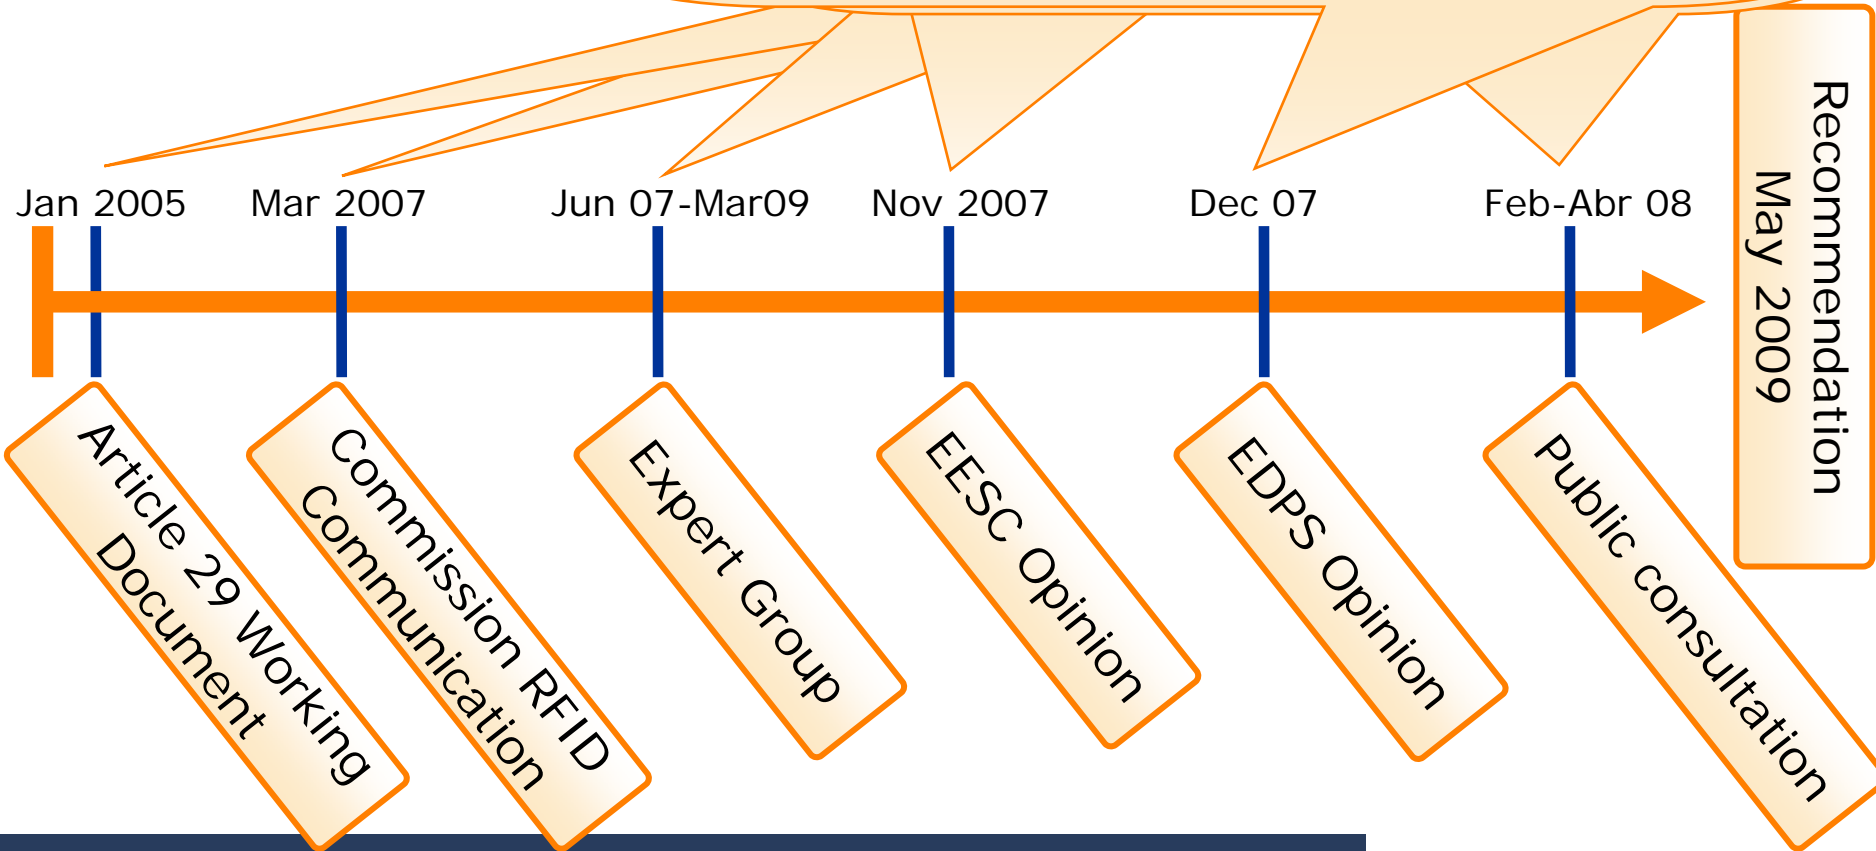 Jan 2005
Mar 2007
Jun 07-Mar09
Nov 2007
Dec 07
Feb-Abr 08
Recommendation
May 2009
Article 29 Working
Document
Commission RFID
Communication
Expert Group
EESC Opinion
EDPS Opinion
Public consultation